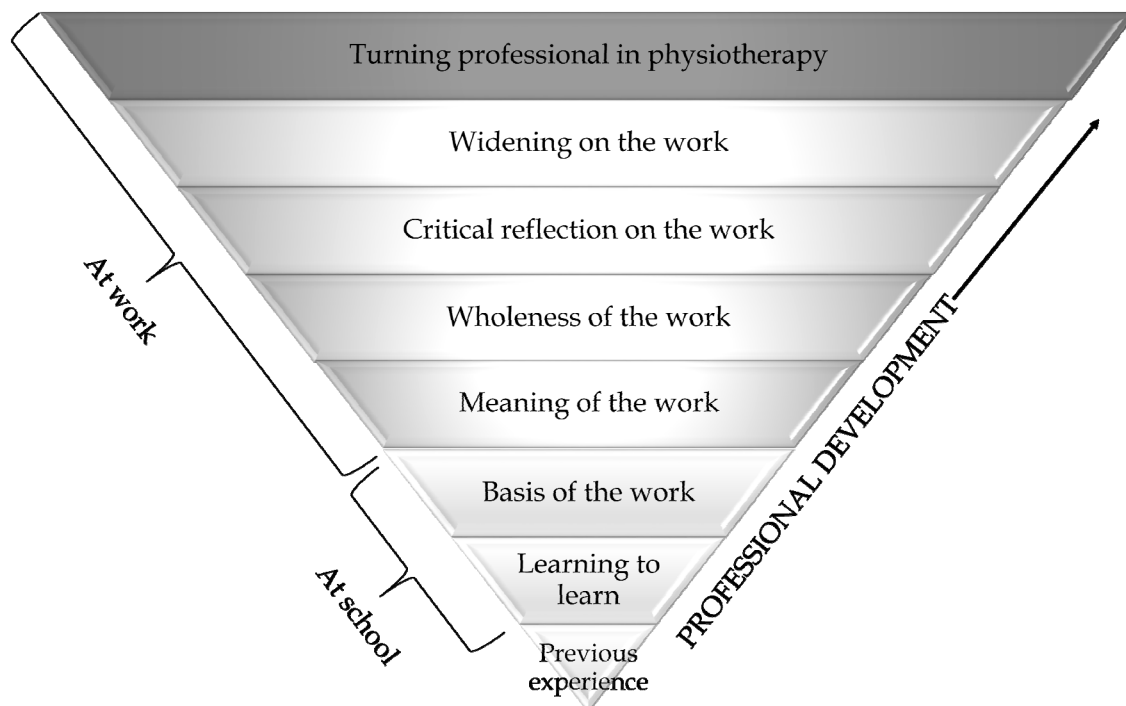 Turning professional in physiotherapy
Widening on the work
Critical reflection on the work
Wholeness of the work
Meaning of the work
Basis of the work
Learning to
learn
Previous
experience
At work
At school
PROFESSIONAL DEVELOPMENT